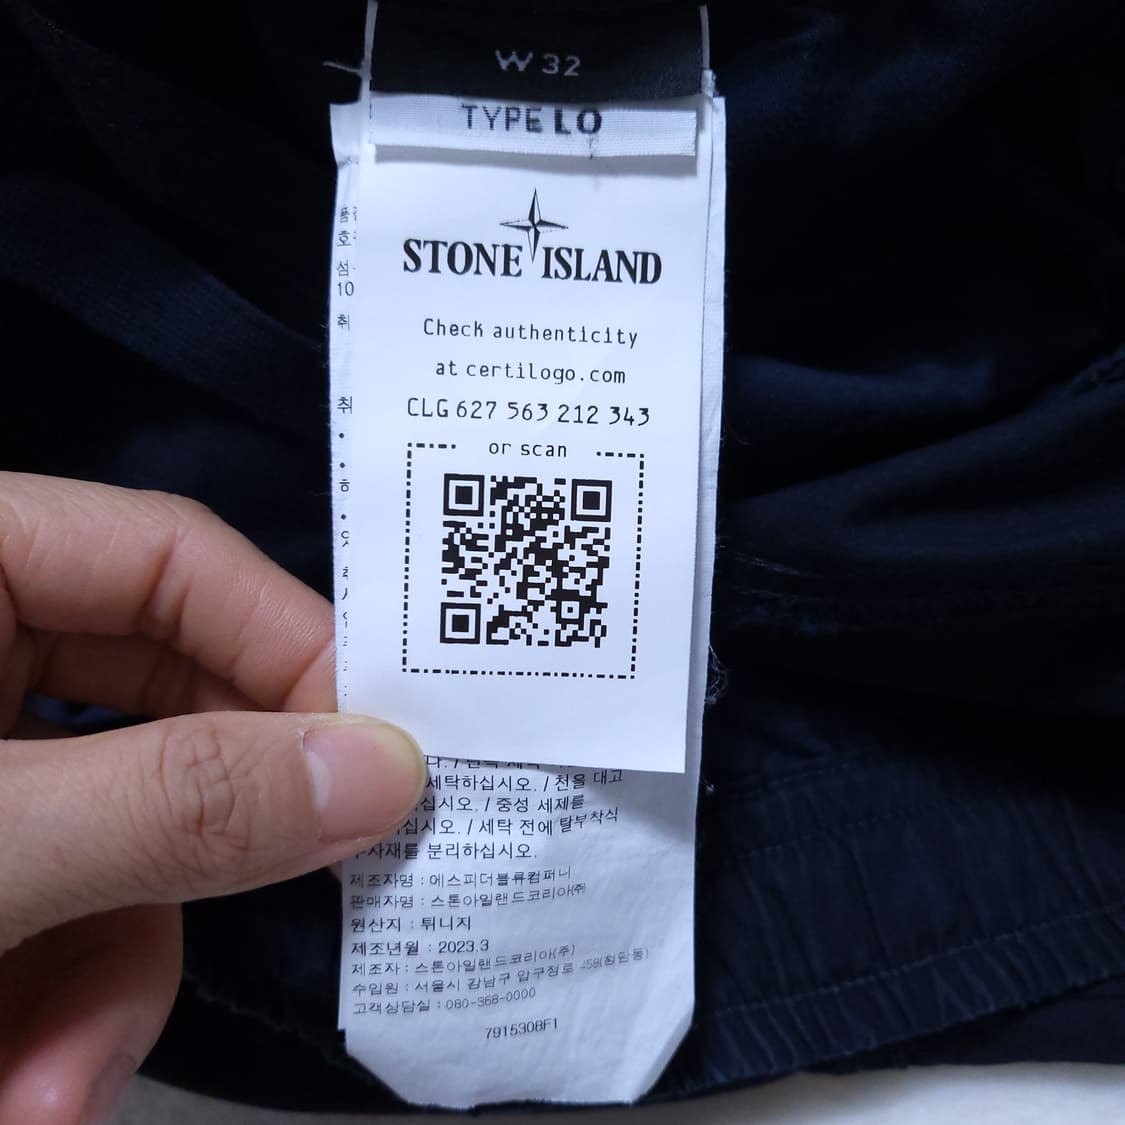 W 32
TYPE LO
STONE ISLAND
Check authenticity
at certilogo.com
CLG 627 563 212 343
or scan
호
섬
10
취
취
•
•
•
세탁하십시오. / 천을 대고
십시오. / 중성 세제를
십시오. / 세탁 전에 탈부착식
자재를 분리하십시오.
제조자명 : 에스피더블류컴퍼니
판매자명 : 스톤아일랜드코리아(주)
원산지 : 튀니지
제조년월 : 2023.3
제조자 : 스톤아일랜드코리아(주)
수입원 : 서울시 강남구 압구정로 458(청담동)
고객상담실 : 080-368-0000
7915308F1